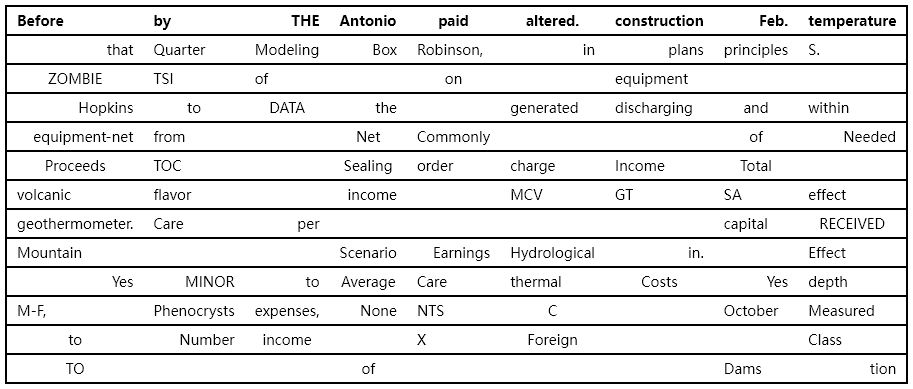 Before by THE Antonio paid altered. construction Feb. temperature
that Quarter Modeling Box Robinson, in plans principles S.
ZOMBIE TSI of on equipment
Hopkins to DATA the generated discharging and within
equipment-net from Net Commonly of Needed
Proceeds TOC Sealing order charge Income Total
volcanic flavor income MCV GT SA effect
geothermometer. Care per capital RECEIVED
Mountain Scenario Earnings Hydrological in. Effect
Yes MINOR to Average Care thermal Costs Yes depth
M-F, Phenocrysts expenses, None NTS C October Measured
to Number income X Foreign Class
TO of Dams tion